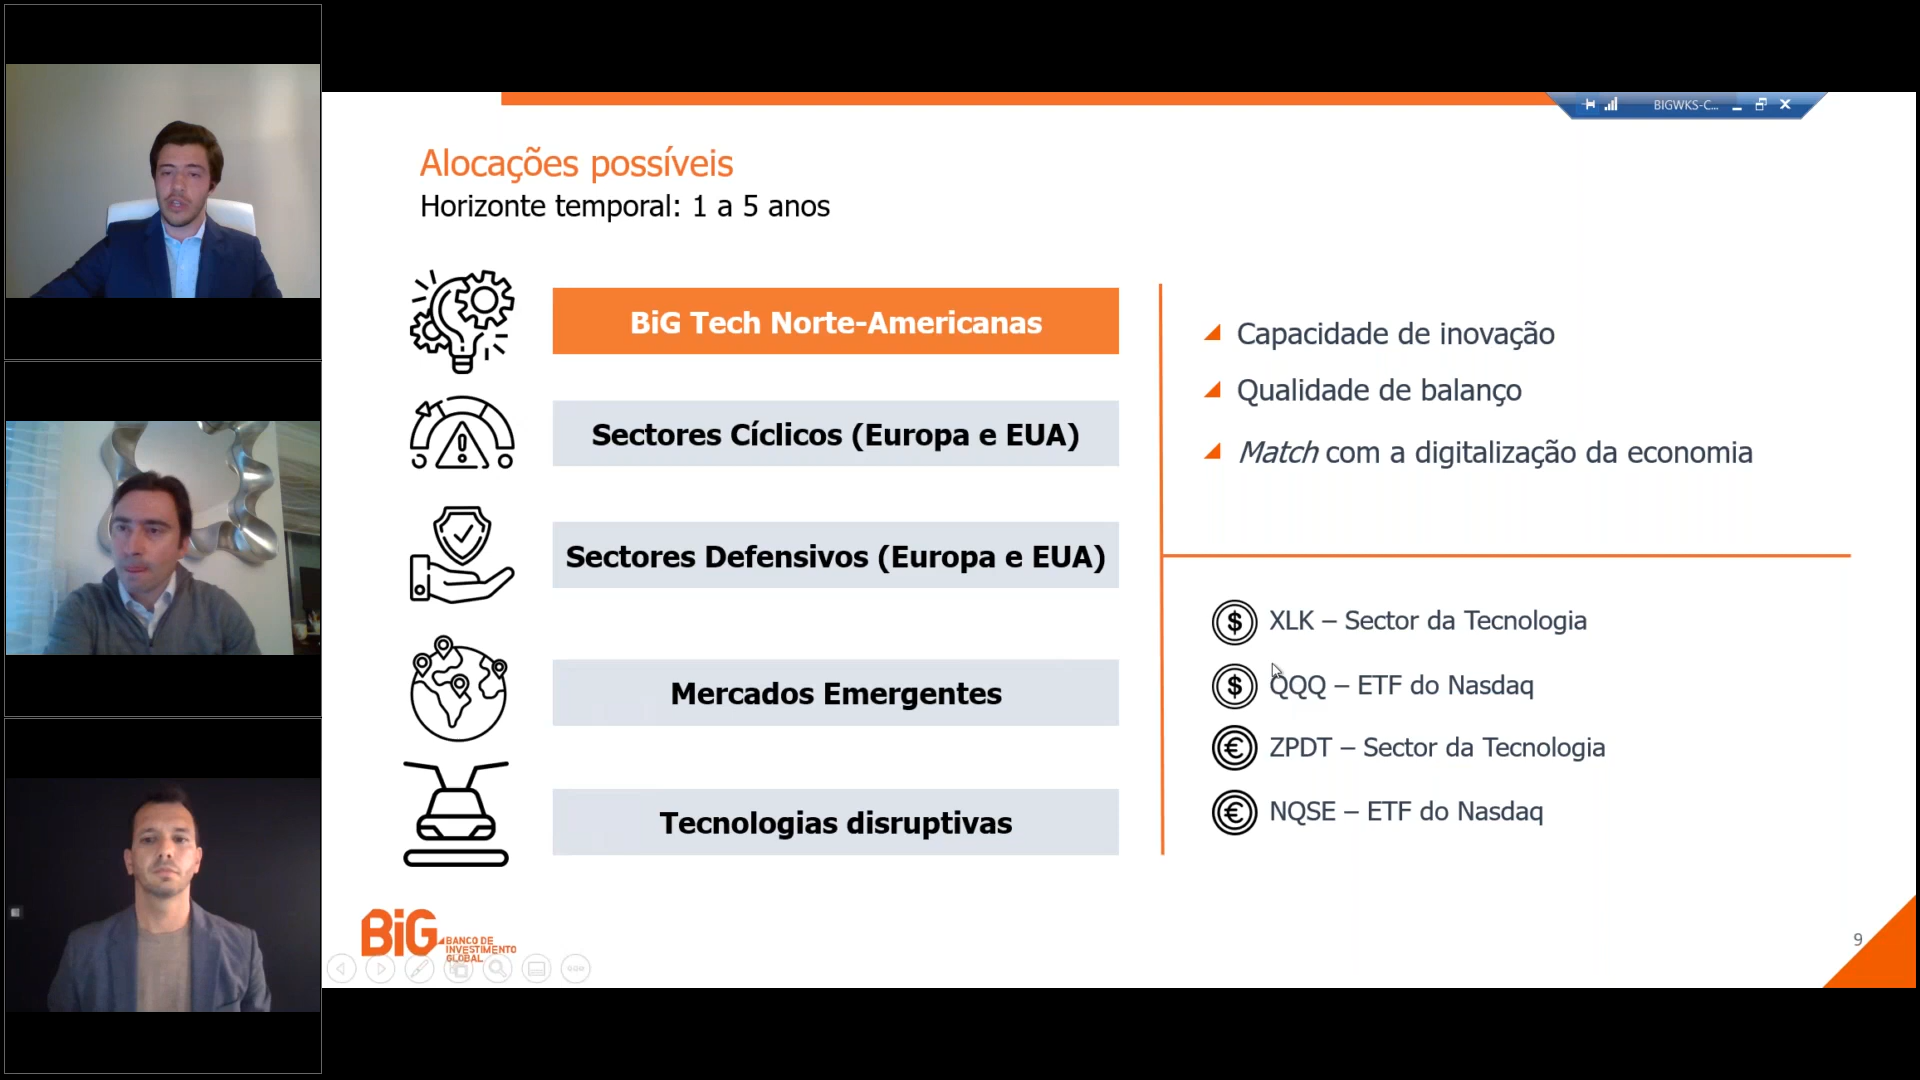 BIGWKS-C...
Alocações possíveis
Horizonte temporal: 1 a 5 anos
BiG Tech Norte-Americanas
Sectores Cíclicos (Europa e EUA)
Sectores Defensivos (Europa e EUA)
Mercados Emergentes
Tecnologias disruptivas
Capacidade de inovação
Qualidade de balanço
Match com a digitalização da economia
$ XLK – Sector da Tecnologia
$ QQQ – ETF do Nasdaq
€ ZPDT – Sector da Tecnologia
€ NQSE – ETF do Nasdaq
BiG
BANCO DE
INVESTIMENTO
GLOBAL
9